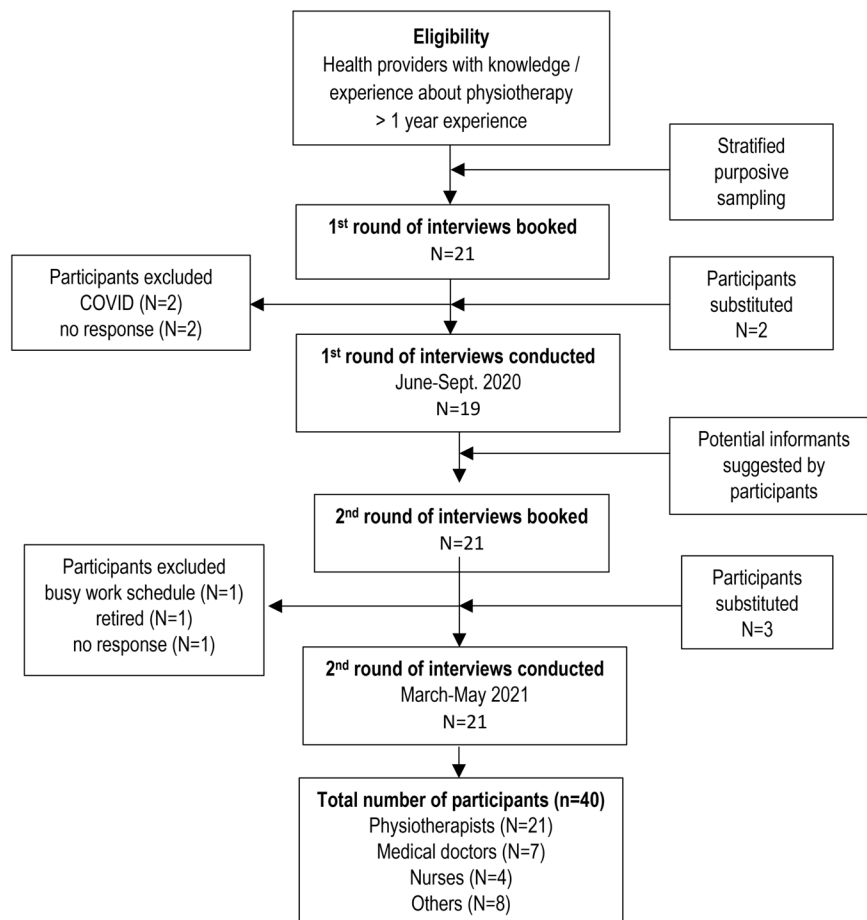 Eligibility
Health providers with knowledge /
experience about physiotherapy
> 1 year experience
Stratified
purposive
sampling
1st round of interviews booked
N=21
Participants excluded
COVID (N=2)
no response (N=2)
Participants
substituted
N=2
1st round of interviews conducted
June-Sept. 2020
N=19
Potential informants
suggested by
participants
2nd round of interviews booked
N=21
Participants excluded
busy work schedule (N=1)
retired (N=1)
no response (N=1)
Participants
substituted
N=3
2nd round of interviews conducted
March-May 2021
N=21
Total number of participants (n=40)
Physiotherapists (N=21)
Medical doctors (N=7)
Nurses (N=4)
Others (N=8)